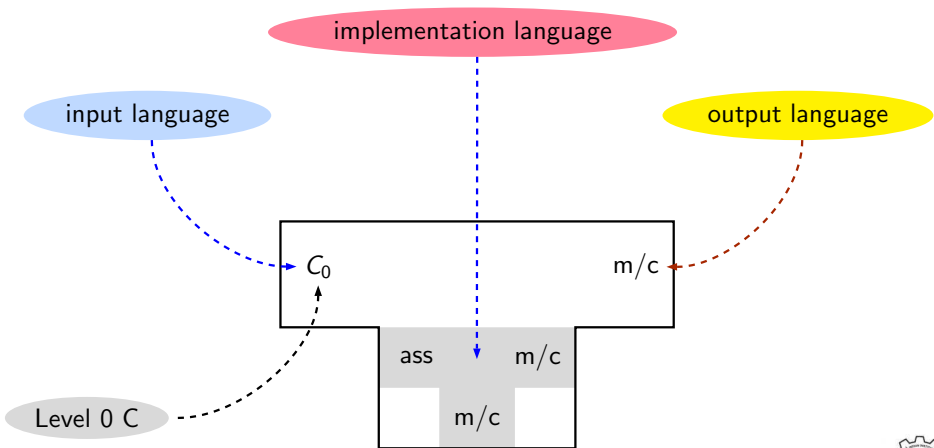 implementation language
input language
output language
C₀
m/c
ass
m/c
Level 0 C
m/c